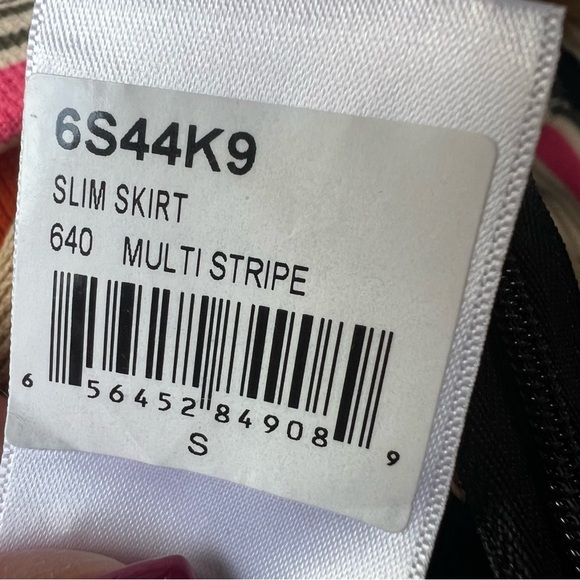 6S44K9
SLIM SKIRT
640 MULTI STRIPE
6 56452 84908 9
S